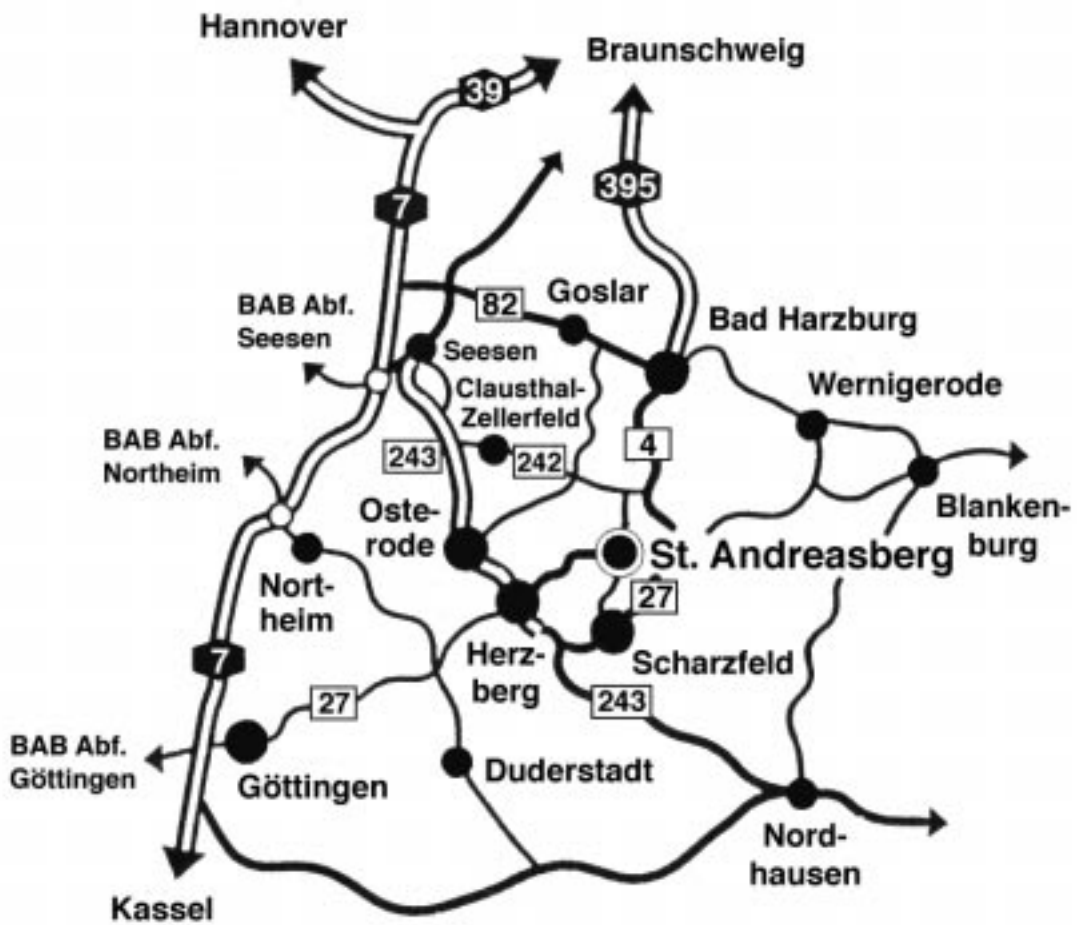 Hannover
Braunschweig
39
395
7
BAB Abf.
Seesen
82
Goslar
Bad Harzburg
Seesen
Clausthal-
Zellerfeld
Wernigerode
BAB Abf.
Northeim
243
242
4
Oste-
rode
Blanken-
burg
St. Andreasberg
Nort-
heim
27
Herz-
berg
Scharzfeld
7
27
243
BAB Abf.
Göttingen
Göttingen
Duderstadt
Nord-
hausen
Kassel